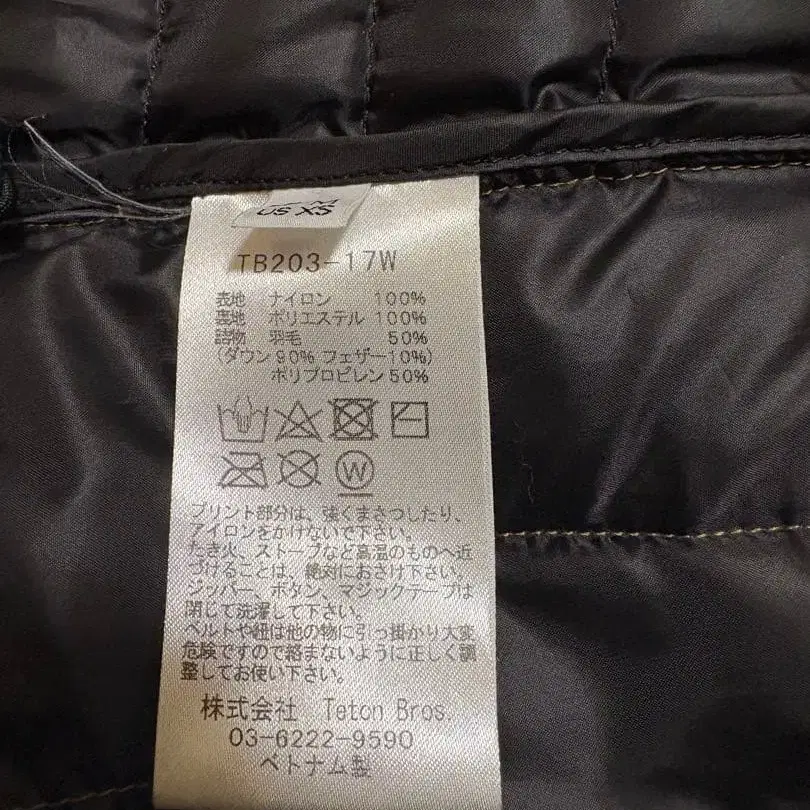 US XS
TB203-17W
表地 ナイロン 100%
裏地 ポリエステル 100%
詰物 羽毛 50%
(ダウン 90% フェザー10%)
ポリプロピレン 50%
W
プリント部分は、強くまさつしたり、
アイロンをかけないで下さい。
たき火、ストーブなど高温のものへ近
づけることは、絶対におさけ下さい。
ジッパー、ボタン、マジックテープは
閉じて洗濯して下さい。
ベルトや紐は他の物に引っ掛かり大変
危険ですので絡まないように正しく調
整してお使い下さい。
株式会社 Teton Bros.
03-6222-9590
ベトナム製